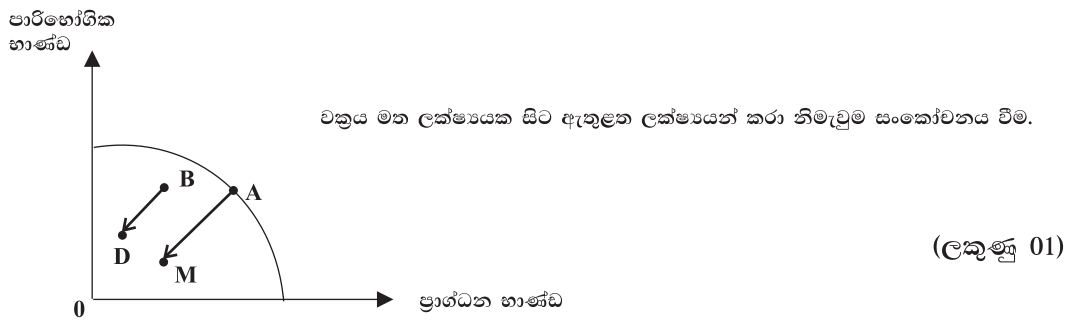 පාරිභෝගික
භාණ්ඩ
වක්‍රය මත ලක්ෂ්‍යයක සිට ඇතුළත ලක්ෂ්‍යයන් කරා නිමැවුම සංකෝචනය වීම.
B
A
D
M
(ලකුණු 01)
0
ප්‍රාග්ධන භාණ්ඩ